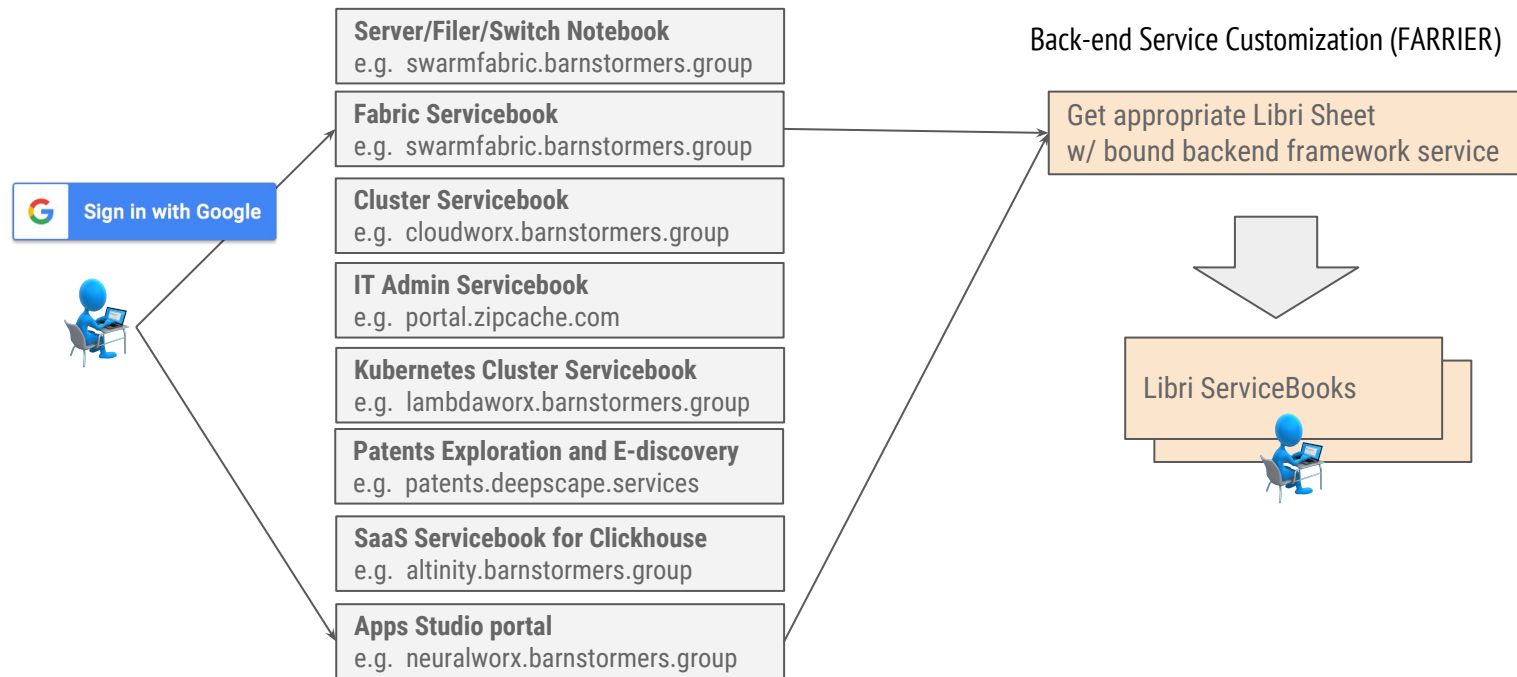 Server/Filer/Switch Notebook
e.g. swarmfabric.barnstormers.group
Back-end Service Customization (FARRIER)
Fabric Servicebook
e.g. swarmfabric.barnstormers.group
Get appropriate Libri Sheet
w/ bound backend framework service
G Sign in with Google
Cluster Servicebook
e.g. cloudworx.barnstormers.group
IT Admin Servicebook
e.g. portal.zipcache.com
Kubernetes Cluster Servicebook
e.g. lambdaworx.barnstormers.group
Libri ServiceBooks
Patents Exploration and E-discovery
e.g. patents.deepscape.services
SaaS Servicebook for Clickhouse
e.g. altinity.barnstormers.group
Apps Studio portal
e.g. neuralworx.barnstormers.group